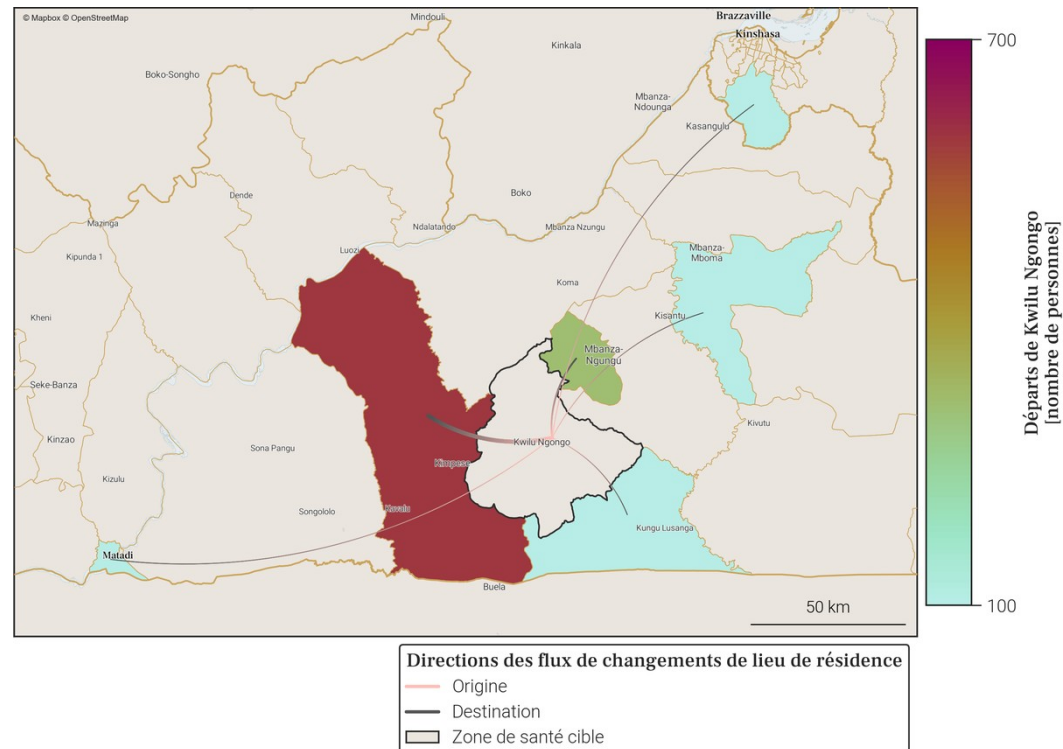 © Mapbox © OpenStreetMap
Mindouli
Brazzaville
Kinshasa
Kinkala
Boko-Songho
Mbanza-
Ndounga
Kasangulu
Dende
Boko
Mazinga
Ndalatando
Mbanza Nzungu
Luozi
Mbanza-
Mboma
Kipunda 1
Koma
Kheni
Kisantu
Mbanza-
Ngungu
Seke-Banza
Kivutu
Kinzao
Kwilu Ngongo
Sona Pangu
Kimpese
Kizulu
Songololo
Kuvalo
Kungu Lusanga
Matadi
Buela
50 km
700
Départs de Kwilu Ngongo
[nombre de personnes]
100
Directions des flux de changements de lieu de résidence
Origine
Destination
Zone de santé cible